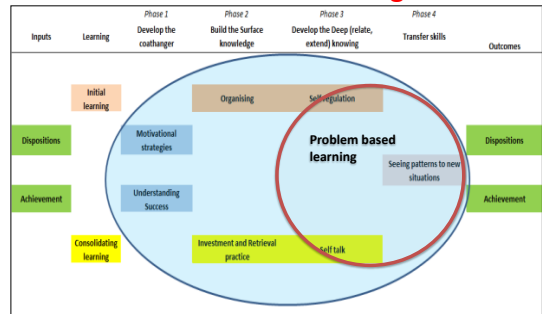 Phase 1
Phase 2
Phase 3
Phase 4
Inputs
Learning
Develop the
coathanger
Build the Surface
knowledge
Develop the Deep (relate,
extend) knowing
Transfer skills
Outcomes
Initial
learning
Organising
Self regulation
Dispositions
Motivational
strategies
Problem based
learning
Dispositions
Seeing patterns to new
situations
Achievement
Understanding
Success
Achievement
Consolidating
learning
Investment and Retrieval
practice
Self talk